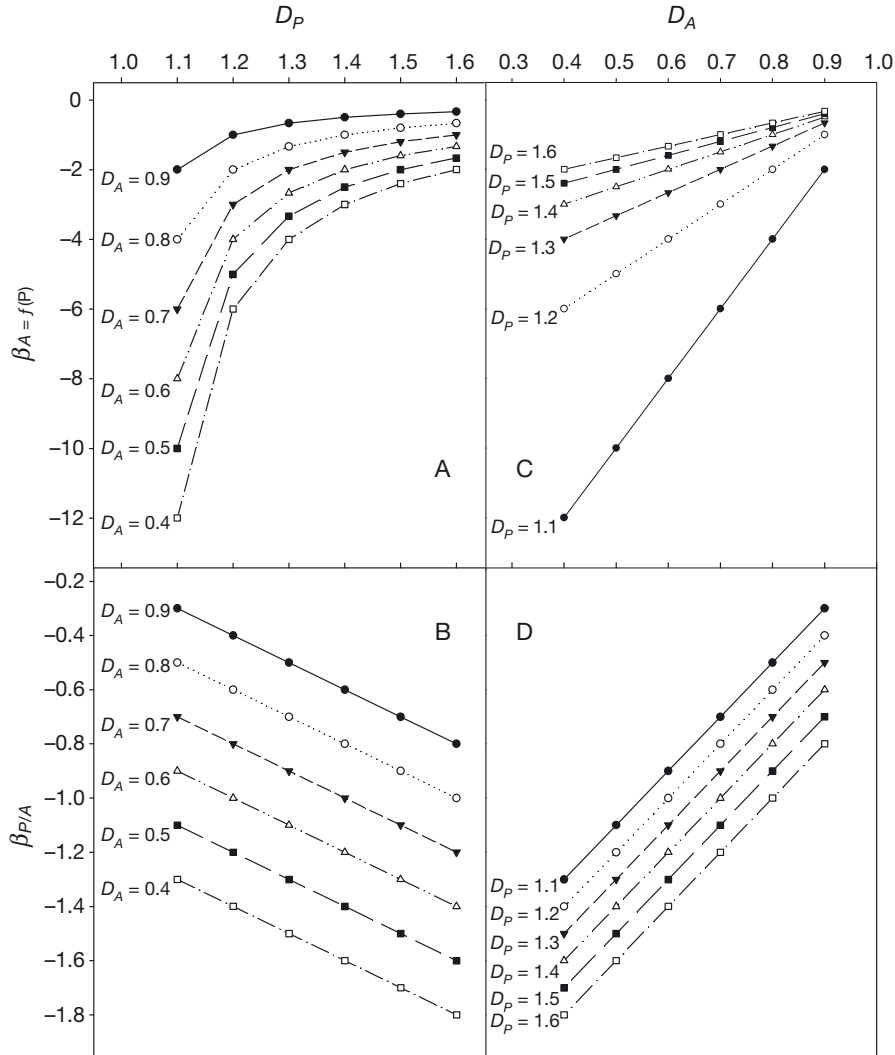 D_P D_A
1.0 1.1 1.2 1.3 1.4 1.5 1.6 0.3 0.4 0.5 0.6 0.7 0.8 0.9 1.0
β_A = f(P)
0
−2
−4
−6
−8
−10
−12
D_A = 0.9
D_A = 0.8
D_A = 0.7
D_A = 0.6
D_A = 0.5
D_A = 0.4
A
D_P = 1.6
D_P = 1.5
D_P = 1.4
D_P = 1.3
D_P = 1.2
D_P = 1.1
C
β_P/A
−0.2
−0.4
−0.6
−0.8
−1.0
−1.2
−1.4
−1.6
−1.8
D_A = 0.9
D_A = 0.8
D_A = 0.7
D_A = 0.6
D_A = 0.5
D_A = 0.4
B
D
D_P = 1.1
D_P = 1.2
D_P = 1.3
D_P = 1.4
D_P = 1.5
D_P = 1.6